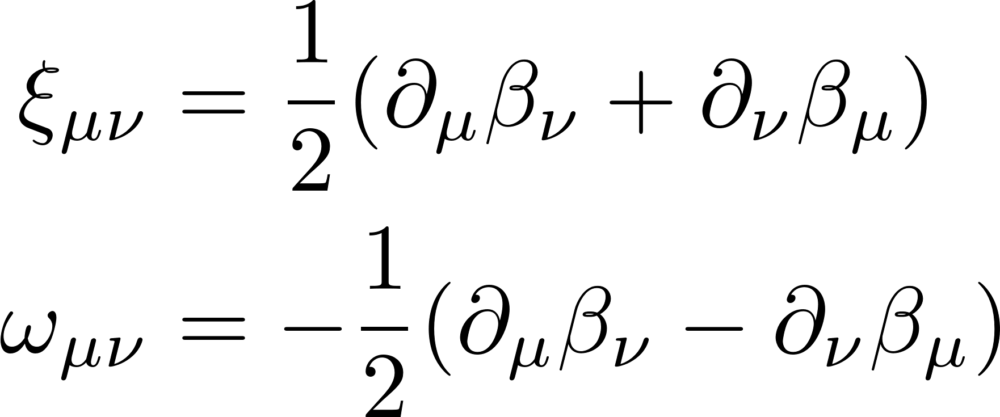 ξ_{μν} = \frac{1}{2}(∂_μ β_ν + ∂_ν β_μ)
ω_{μν} = −\frac{1}{2}(∂_μ β_ν − ∂_ν β_μ)